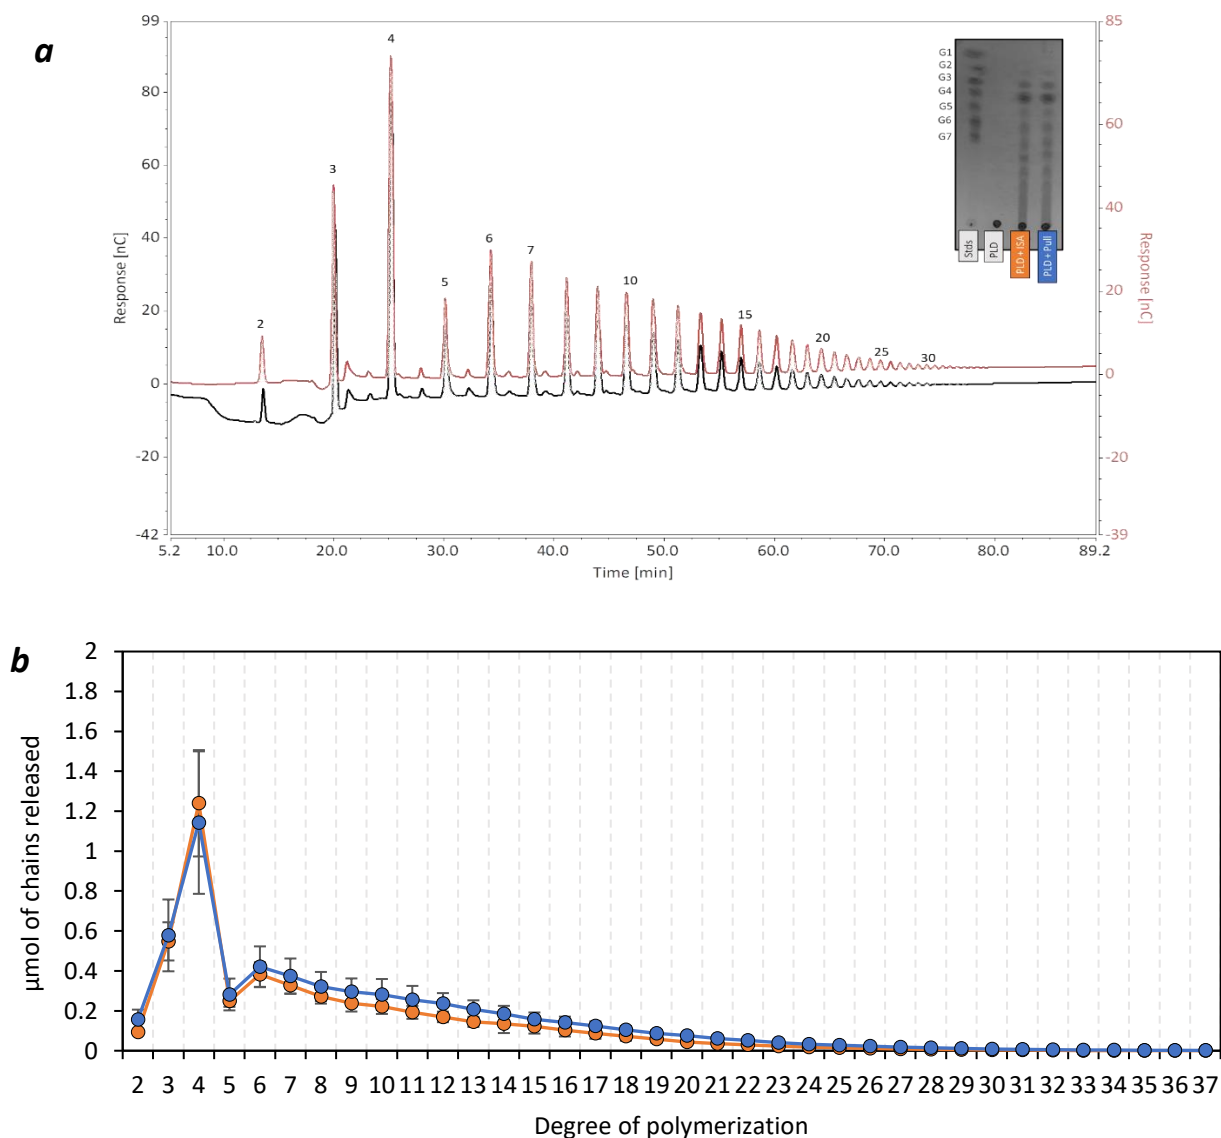 a
99
80
60
40
20
0
-20
-42
Response [nC]
85
60
40
20
0
-20
-39
Response [nC]
2
3
4
5
6
7
10
15
20
25
30
G1
G2
G3
G4
G5
G6
G7
Stds
PLD
PLD + ISA
PLD + Pull
5.2 10.0 20.0 30.0 40.0 50.0 60.0 70.0 80.0 89.2
Time [min]
b
2
1.8
1.6
1.4
1.2
1
0.8
0.6
0.4
0.2
0
µmol of chains released
2 3 4 5 6 7 8 9 10 11 12 13 14 15 16 17 18 19 20 21 22 23 24 25 26 27 28 29 30 31 32 33 34 35 36 37
Degree of polymerization